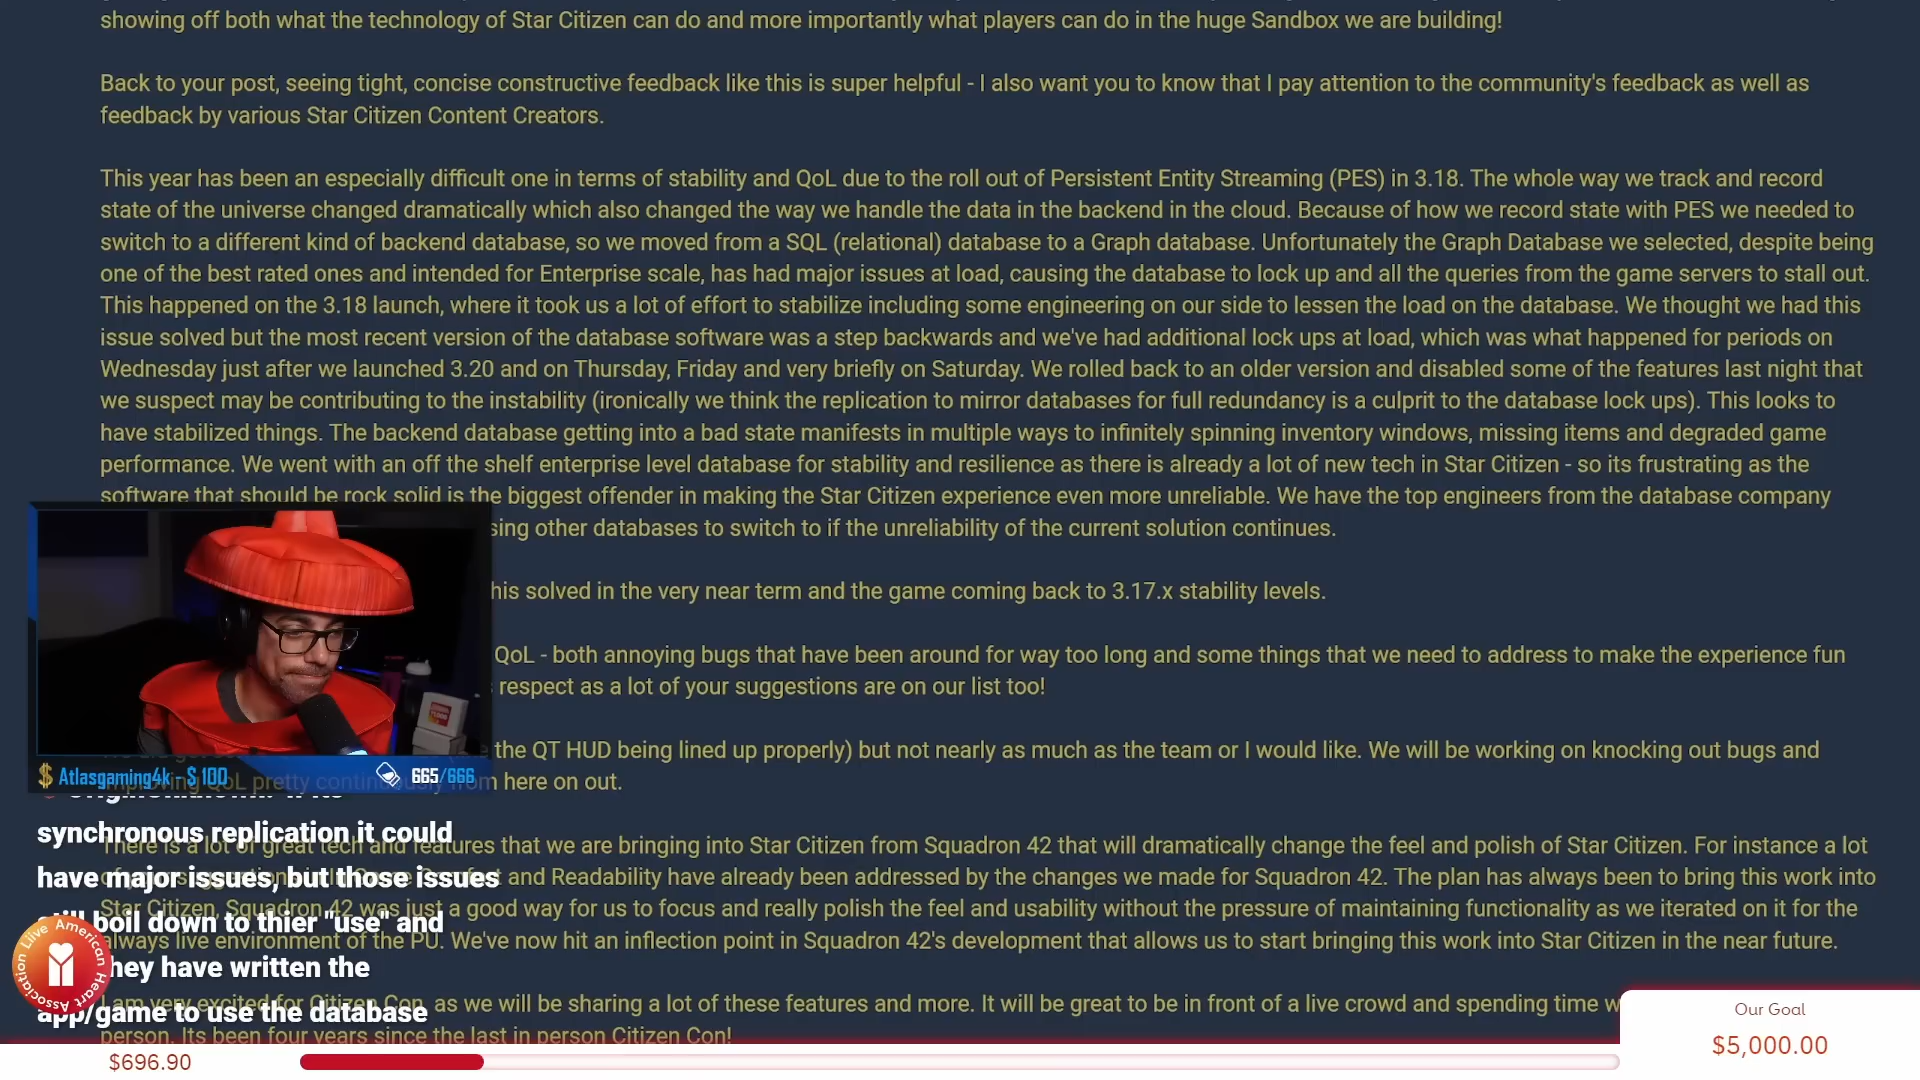 showing off both what the technology of Star Citizen can do and more importantly what players can do in the huge Sandbox we are building!
Back to your post, seeing tight, concise constructive feedback like this is super helpful - I also want you to know that I pay attention to the community's feedback as well as
feedback by various Star Citizen Content Creators.
This year has been an especially difficult one in terms of stability and QoL due to the roll out of Persistent Entity Streaming (PES) in 3.18. The whole way we track and record
state of the universe changed dramatically which also changed the way we handle the data in the backend in the cloud. Because of how we record state with PES we needed to
switch to a different kind of backend database, so we moved from a SQL (relational) database to a Graph database. Unfortunately the Graph Database we selected, despite being
one of the best rated ones and intended for Enterprise scale, has had major issues at load, causing the database to lock up and all the queries from the game servers to stall out.
This happened on the 3.18 launch, where it took us a lot of effort to stabilize including some engineering on our side to lessen the load on the database. We thought we had this
issue solved but the most recent version of the database software was a step backwards and we've had additional lock ups at load, which was what happened for periods on
Wednesday just after we launched 3.20 and on Thursday, Friday and very briefly on Saturday. We rolled back to an older version and disabled some of the features last night that
we suspect may be contributing to the instability (ironically we think the replication to mirror databases for full redundancy is a culprit to the database lock ups). This looks to
have stabilized things. The backend database getting into a bad state manifests in multiple ways to infinitely spinning inventory windows, missing items and degraded game
performance. We went with an off the shelf enterprise level database for stability and resilience as there is already a lot of new tech in Star Citizen - so its frustrating as the
software that should be rock solid is the biggest offender in making the Star Citizen experience even more unreliable. We have the top engineers from the database company
sing other databases to switch to if the unreliability of the current solution continues.
his solved in the very near term and the game coming back to 3.17.x stability levels.
QoL - both annoying bugs that have been around for way too long and some things that we need to address to make the experience fun
respect as a lot of your suggestions are on our list too!
the QT HUD being lined up properly) but not nearly as much as the team or I would like. We will be working on knocking out bugs and
improving QoL pretty continuously from here on out.
Atlasgaming4k - $100
665/666
synchronous replication it could
have major issues, but those issues
still boil down to thier "use" and
they have written the
app/game to use the database
There is a lot of great tech and features that we are bringing into Star Citizen from Squadron 42 that will dramatically change the feel and polish of Star Citizen. For instance a lot
and Readability have already been addressed by the changes we made for Squadron 42. The plan has always been to bring this work into
Star Citizen, Squadron 42 was just a good way for us to focus and really polish the feel and usability without the pressure of maintaining functionality as we iterated on it for the
always live environment of the PU. We've now hit an inflection point in Squadron 42's development that allows us to start bringing this work into Star Citizen in the near future.
I am very excited for Citizen Con, as we will be sharing a lot of these features and more. It will be great to be in front of a live crowd and spending time w
person. Its been four years since the last in person Citizen Con!
American Heart Association Live
Our Goal
$5,000.00
$696.90